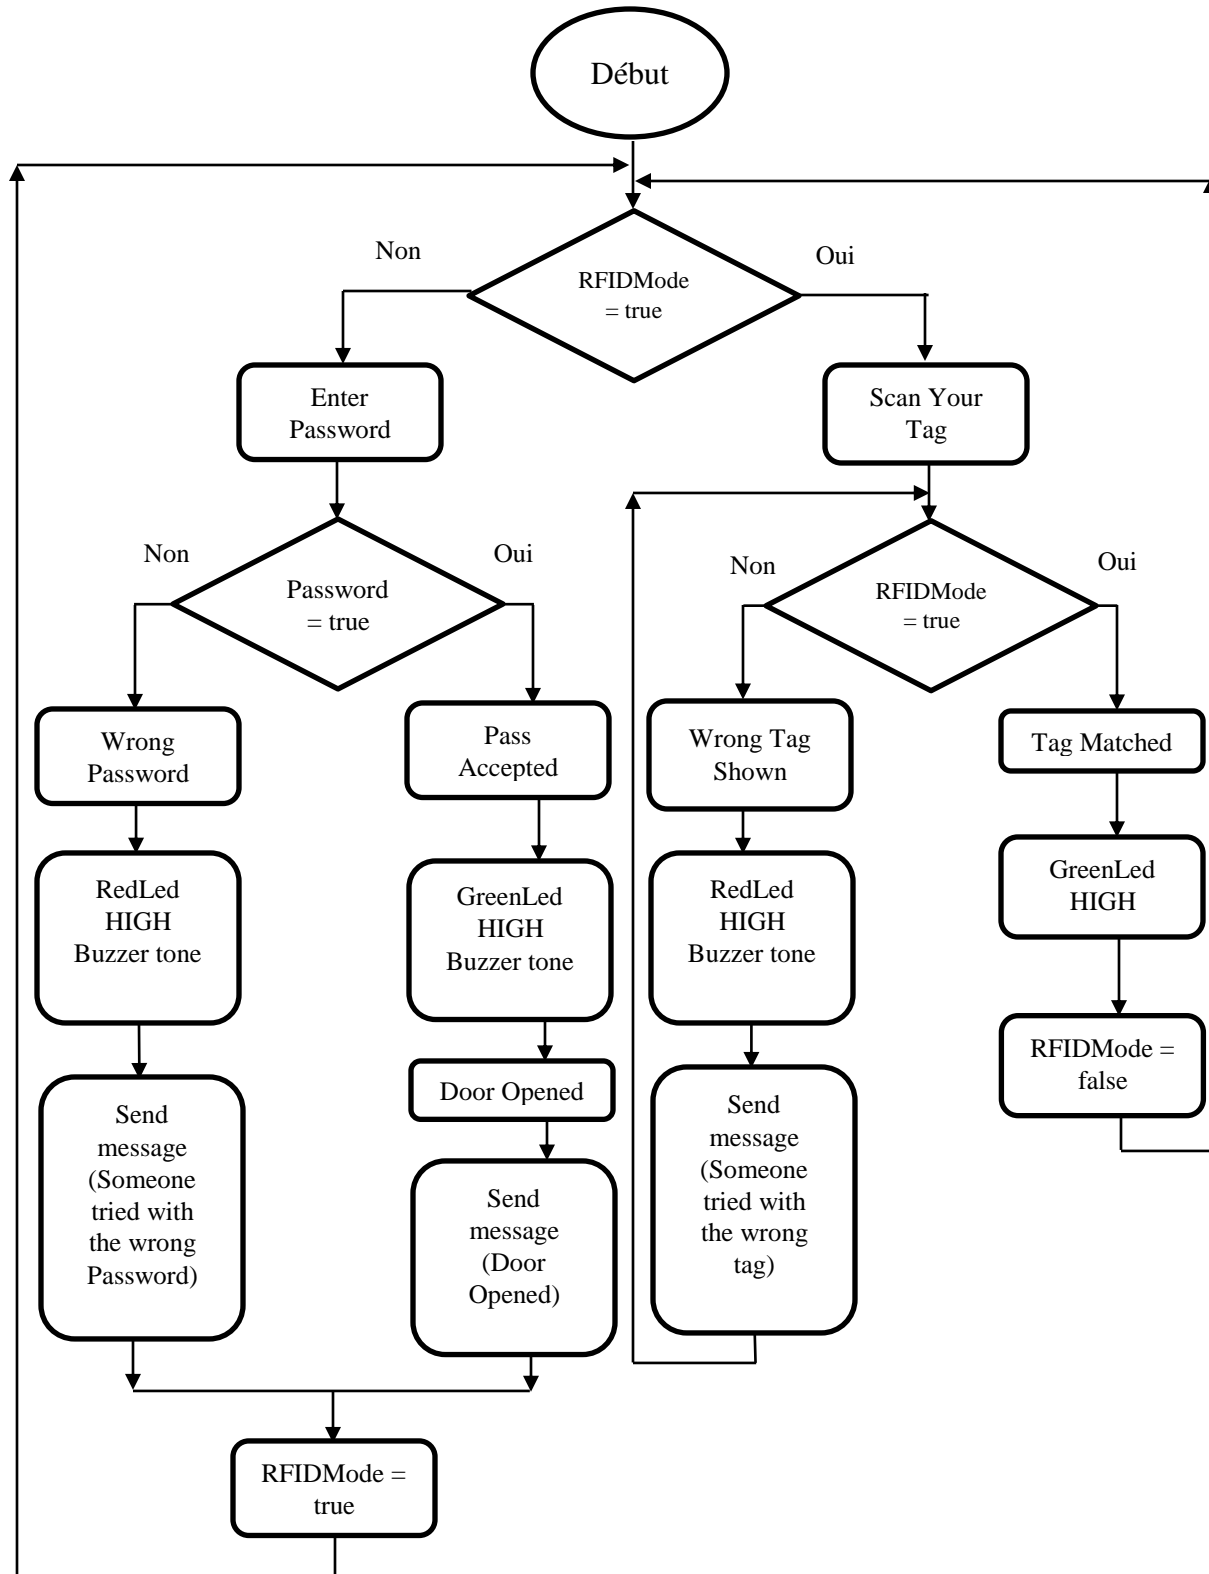 Début
Non
Oui
RFIDMode
= true
Enter
Password
Scan Your
Tag
Non
Oui
Password
= true
Non
Oui
RFIDMode
= true
Wrong
Password
Pass
Accepted
Wrong Tag
Shown
Tag Matched
RedLed
HIGH
Buzzer tone
GreenLed
HIGH
Buzzer tone
RedLed
HIGH
Buzzer tone
GreenLed
HIGH
Door Opened
RFIDMode =
false
Send
message
(Someone
tried with
the wrong
Password)
Send
message
(Door
Opened)
Send
message
(Someone
tried with
the wrong
tag)
RFIDMode =
true